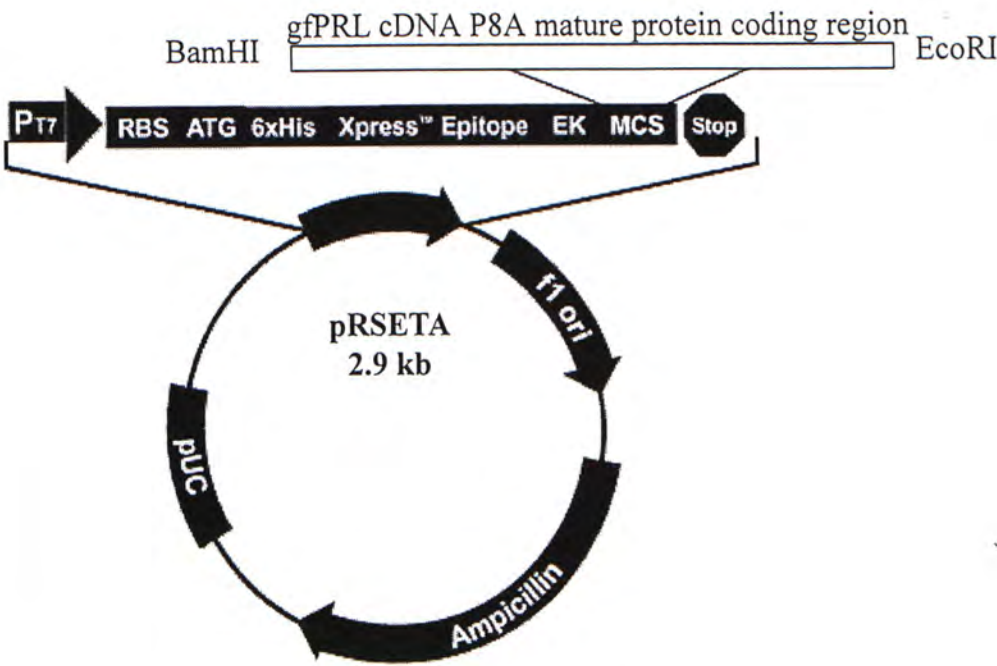 gfPRL cDNA P8A mature protein coding region
BamHI
EcoRI
PT7 RBS ATG 6xHis Xpress™ Epitope EK MCS Stop
f1 ori
pRSETA
2.9 kb
pUC
Ampicillin